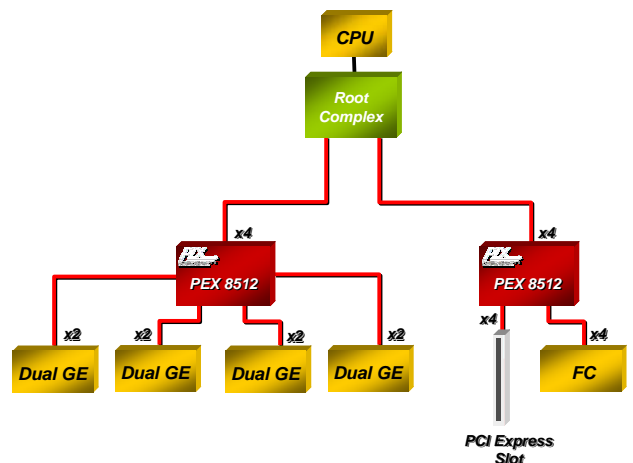 CPU
Root
Complex
x4
x4
PEX 8512
PEX 8512
x4
x2
x2
x2
x2
x4
Dual GE
Dual GE
Dual GE
Dual GE
FC
PCI Express
Slot